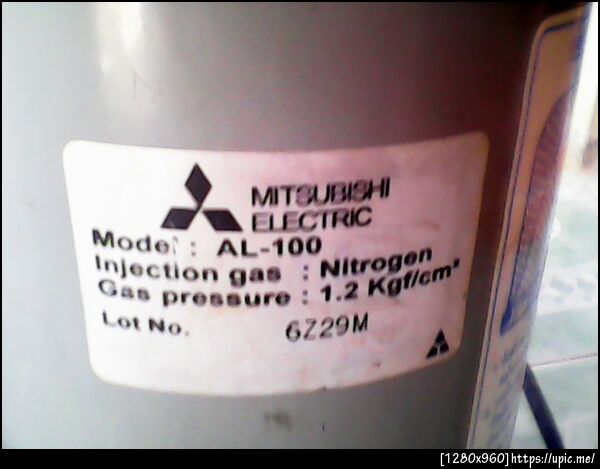 MITSUBISHI
ELECTRIC
Model : AL-100
Injection gas : Nitrogen
Gas pressure : 1.2 Kgf/cm²
Lot No. 6Z29M
[1280x960]https://upic.me/